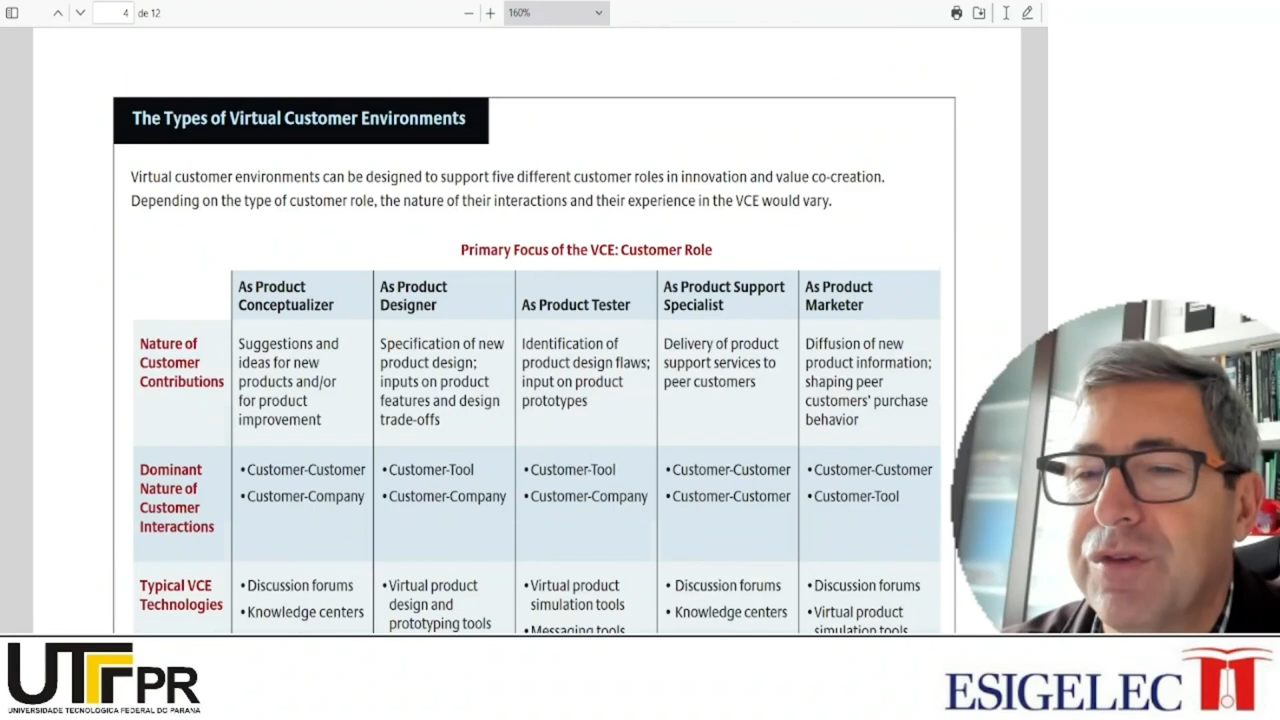 4 de 12 160%
The Types of Virtual Customer Environments
Virtual customer environments can be designed to support five different customer roles in innovation and value co-creation.
Depending on the type of customer role, the nature of their interactions and their experience in the VCE would vary.
Primary Focus of the VCE: Customer Role
As Product
Conceptualizer
As Product
Designer
As Product Tester
As Product Support
Specialist
As Product
Marketer
Nature of
Customer
Contributions
Suggestions and
ideas for new
products and/or
for product
improvement
Specification of new
product design;
inputs on product
features and design
trade-offs
Identification of
product design flaws;
input on product
prototypes
Delivery of product
support services to
peer customers
Diffusion of new
product information;
shaping peer
customers' purchase
behavior
Dominant
Nature of
Customer
Interactions
• Customer-Customer
• Customer-Company
• Customer-Tool
• Customer-Company
• Customer-Tool
• Customer-Company
• Customer-Customer
• Customer-Customer
• Customer-Customer
• Customer-Tool
Typical VCE
Technologies
• Discussion forums
• Knowledge centers
• Virtual product
design and
prototyping tools
• Virtual product
simulation tools
• Messaging tools
• Discussion forums
• Knowledge centers
• Discussion forums
• Virtual product
simulation tools
UTFPR
UNIVERSIDADE TECNOLÓGICA FEDERAL DO PARANÁ
ESIGELEC